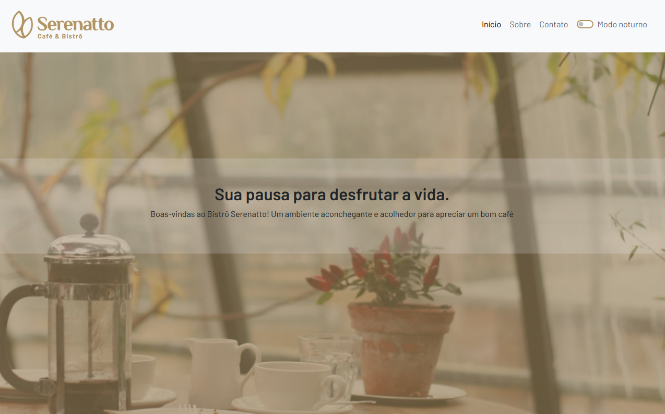 Serenatto
Café & Bistrô
Início Sobre Contato Modo noturno
Sua pausa para desfrutar a vida.
Boas-vindas ao Bistrô Serenatto! Um ambiente aconchegante e acolhedor para apreciar um bom café